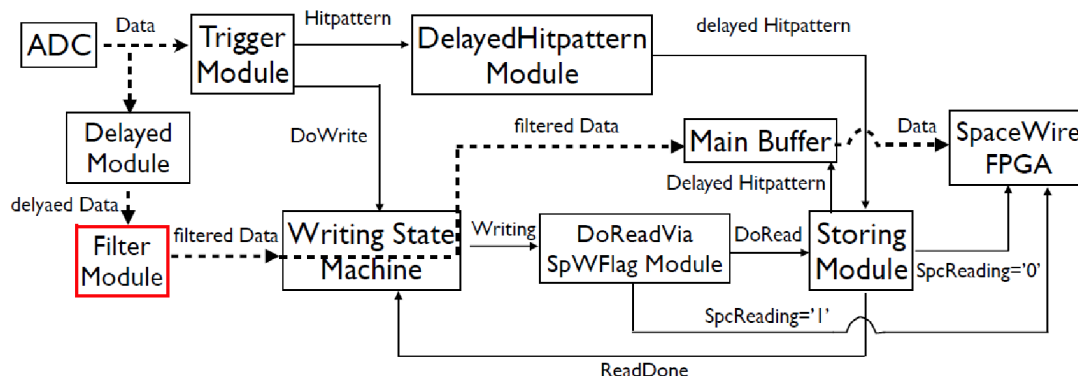 Data
Hitpattern
delayed Hitpattern
ADC
Trigger
Module
DelayedHitpattern
Module
DoWrite
filtered Data
Data
Delayed
Module
Main Buffer
SpaceWire
FPGA
Delayed Hitpattern
delyaed Data
Filter
Module
filtered Data
Writing State
Machine
Writing
DoReadVia
SpWFlag Module
DoRead
Storing
Module
SpcReading='0'
SpcReading='1'
ReadDone